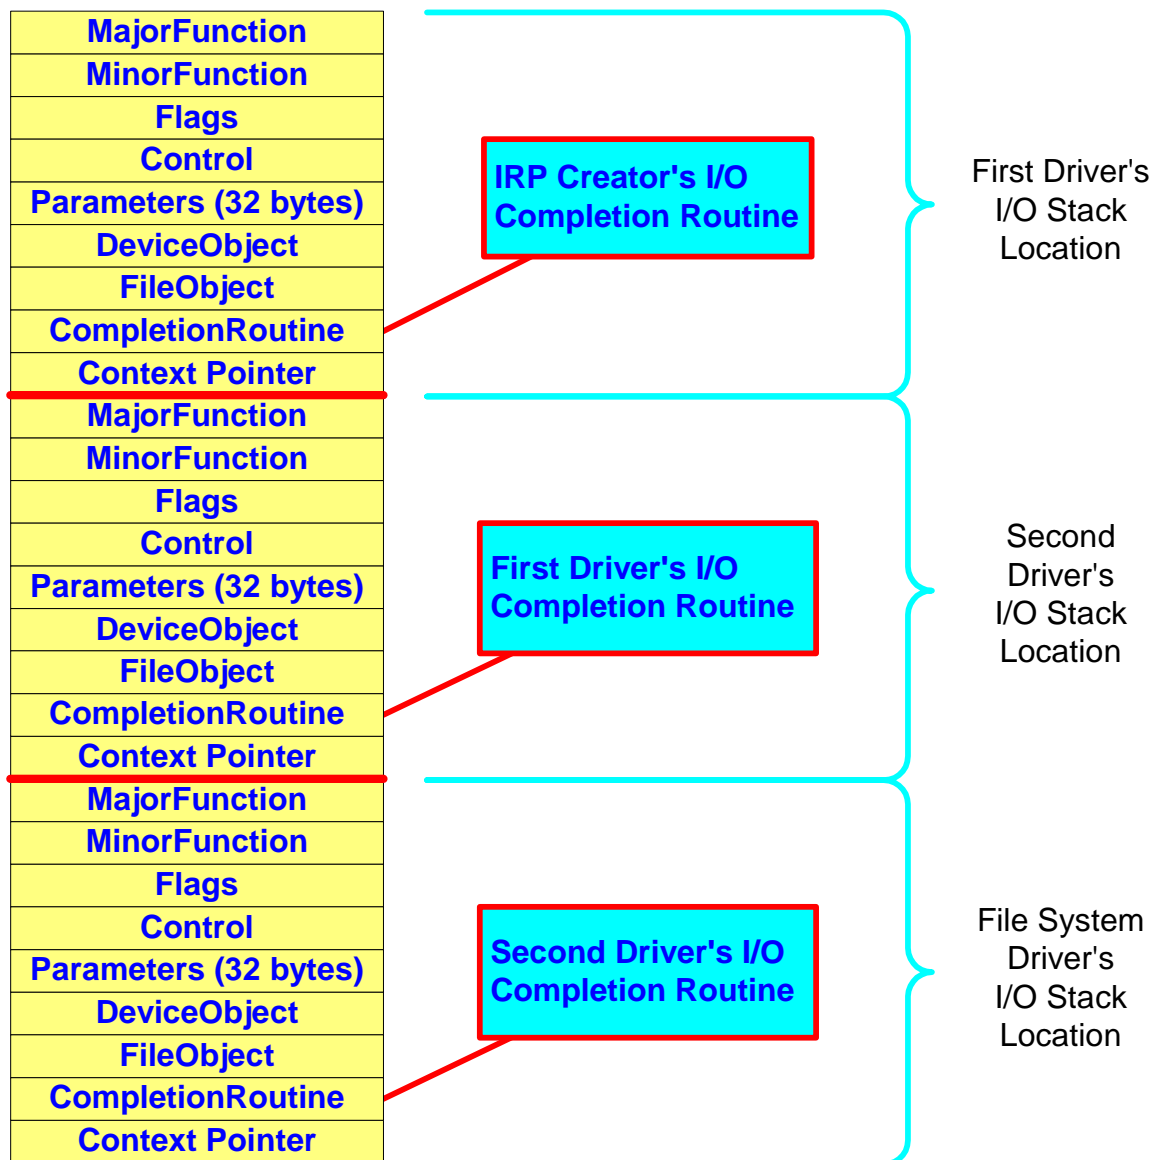 MajorFunction
MinorFunction
Flags
Control
Parameters (32 bytes)
DeviceObject
FileObject
CompletionRoutine
Context Pointer
IRP Creator's I/O
Completion Routine
First Driver's
I/O Stack
Location
MajorFunction
MinorFunction
Flags
Control
Parameters (32 bytes)
DeviceObject
FileObject
CompletionRoutine
Context Pointer
First Driver's I/O
Completion Routine
Second
Driver's
I/O Stack
Location
MajorFunction
MinorFunction
Flags
Control
Parameters (32 bytes)
DeviceObject
FileObject
CompletionRoutine
Context Pointer
Second Driver's I/O
Completion Routine
File System
Driver's
I/O Stack
Location